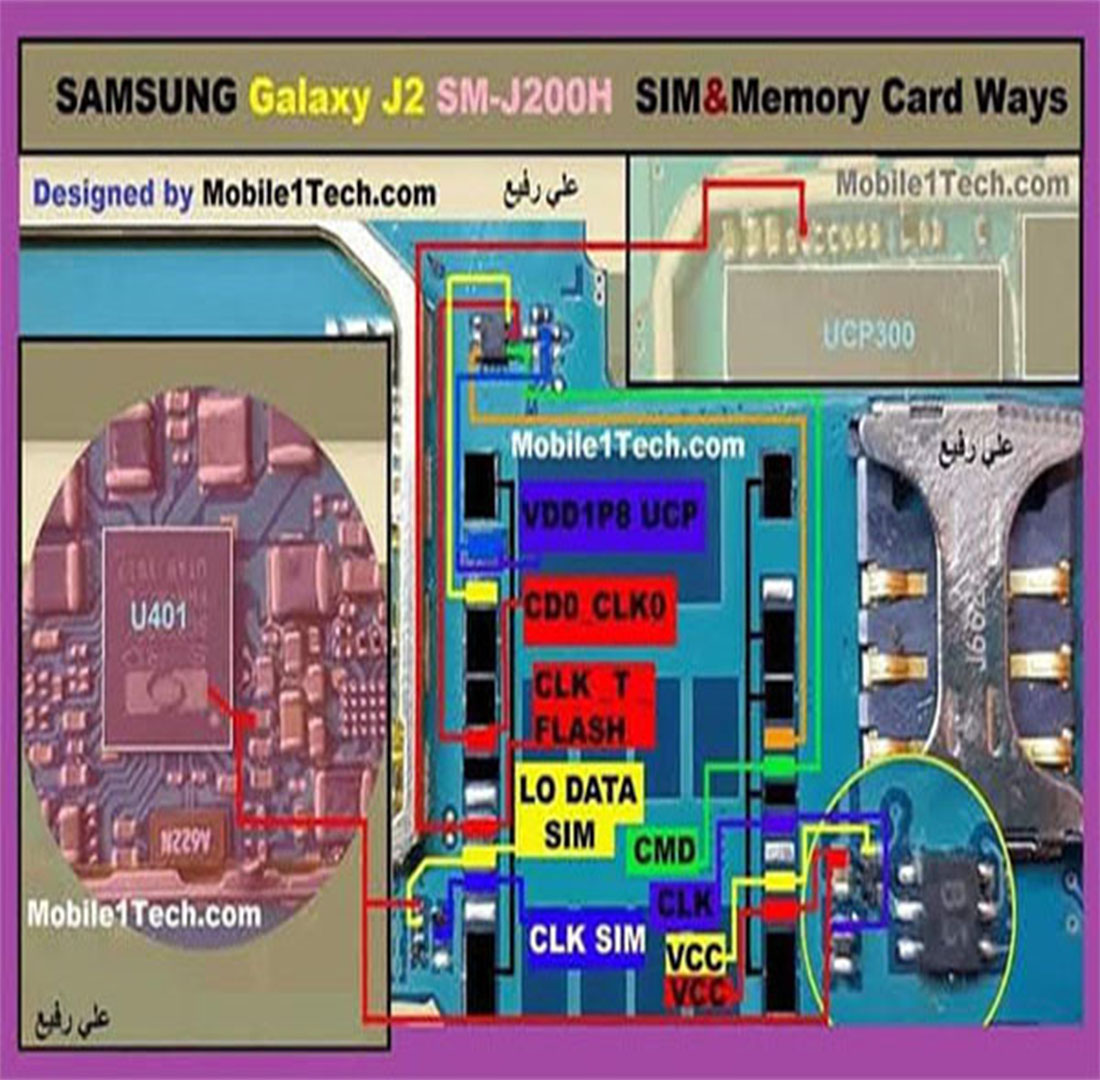 SAMSUNG Galaxy J2 SM-J200H SIM&Memory Card Ways
Designed by Mobile1Tech.com
علي رفيع
Mobile1Tech.com
UCP300
Mobile1Tech.com
علي رفيع
VDD1P8 UCP
CD0_CLK0
CLK_T
FLASH
LO DATA
SIM
CMD
CLK
CLK SIM
VCC
VCC
U401
N22A
Mobile1Tech.com
علي رفيع
J664